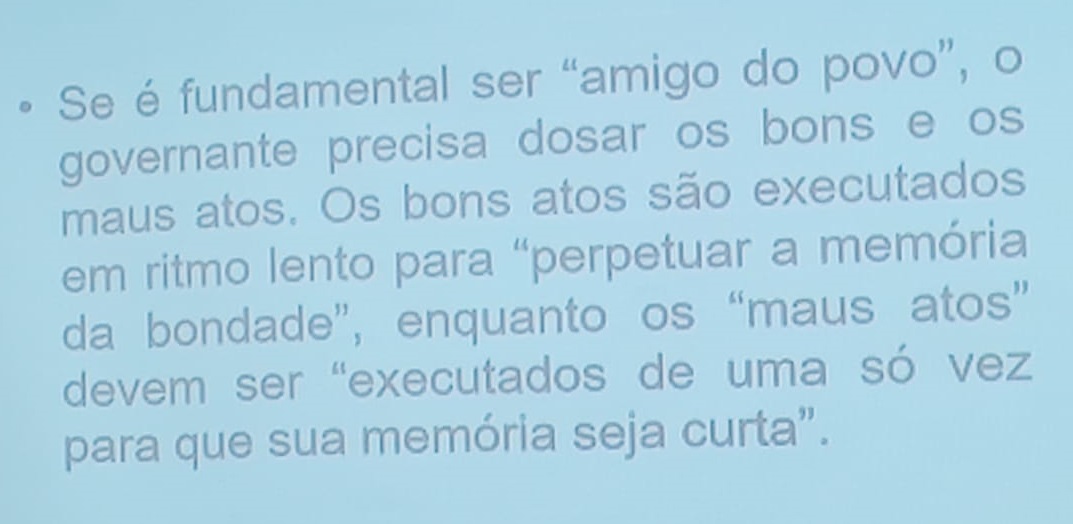 • Se é fundamental ser “amigo do povo”, o
governante precisa dosar os bons e os
maus atos. Os bons atos são executados
em ritmo lento para “perpetuar a memória
da bondade”, enquanto os “maus atos”
devem ser “executados de uma só vez
para que sua memória seja curta”.